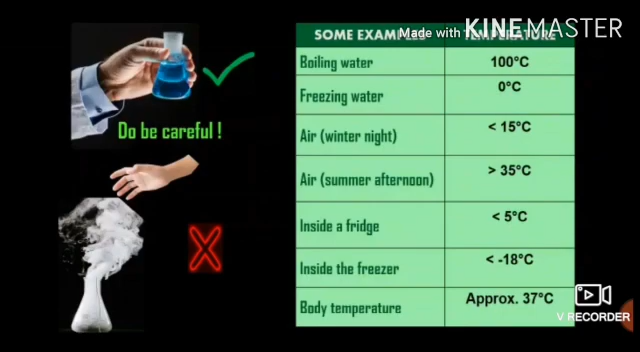 Made with KINEMASTER
SOME EXAMPLES TEMPERATURE
Boiling water 100°C
Freezing water 0°C
Air (winter night) < 15°C
Air (summer afternoon) > 35°C
Inside a fridge < 5°C
Inside the freezer < -18°C
Body temperature Approx. 37°C
Do be careful !
V RECORDER